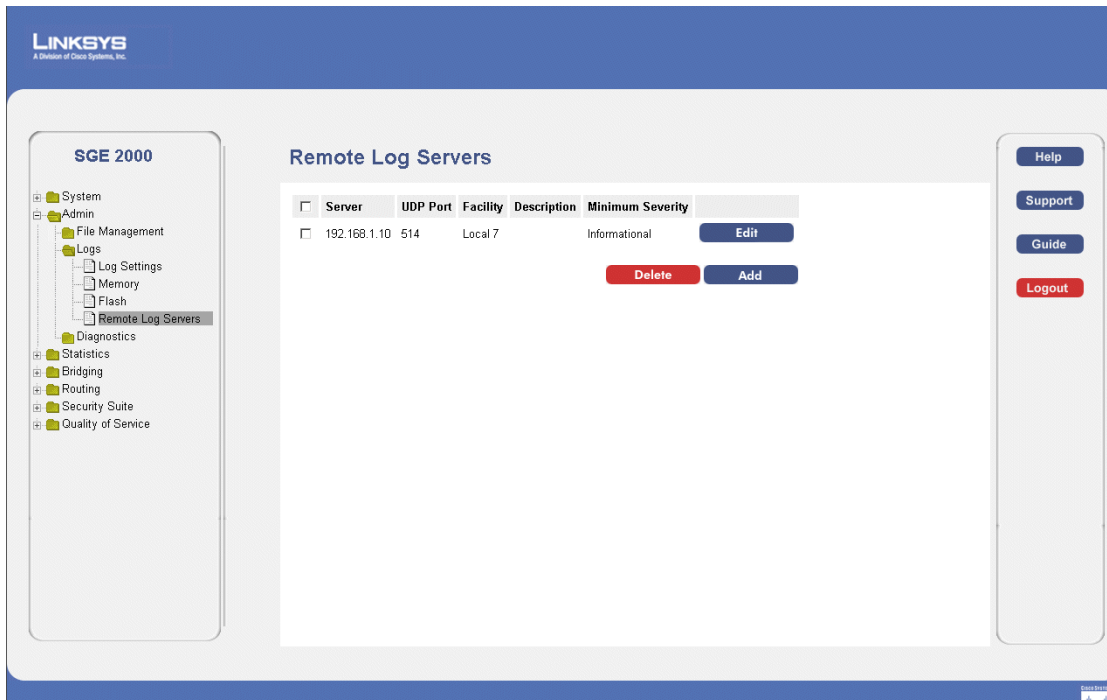 LINKSYS
A Division of Cisco Systems, Inc.
SGE 2000
System
Admin
File Management
Logs
Log Settings
Memory
Flash
Remote Log Servers
Diagnostics
Statistics
Bridging
Routing
Security Suite
Quality of Service
Remote Log Servers
Server UDP Port Facility Description Minimum Severity
192.168.1.10 514 Local 7 Informational Edit
Delete Add
Help
Support
Guide
Logout